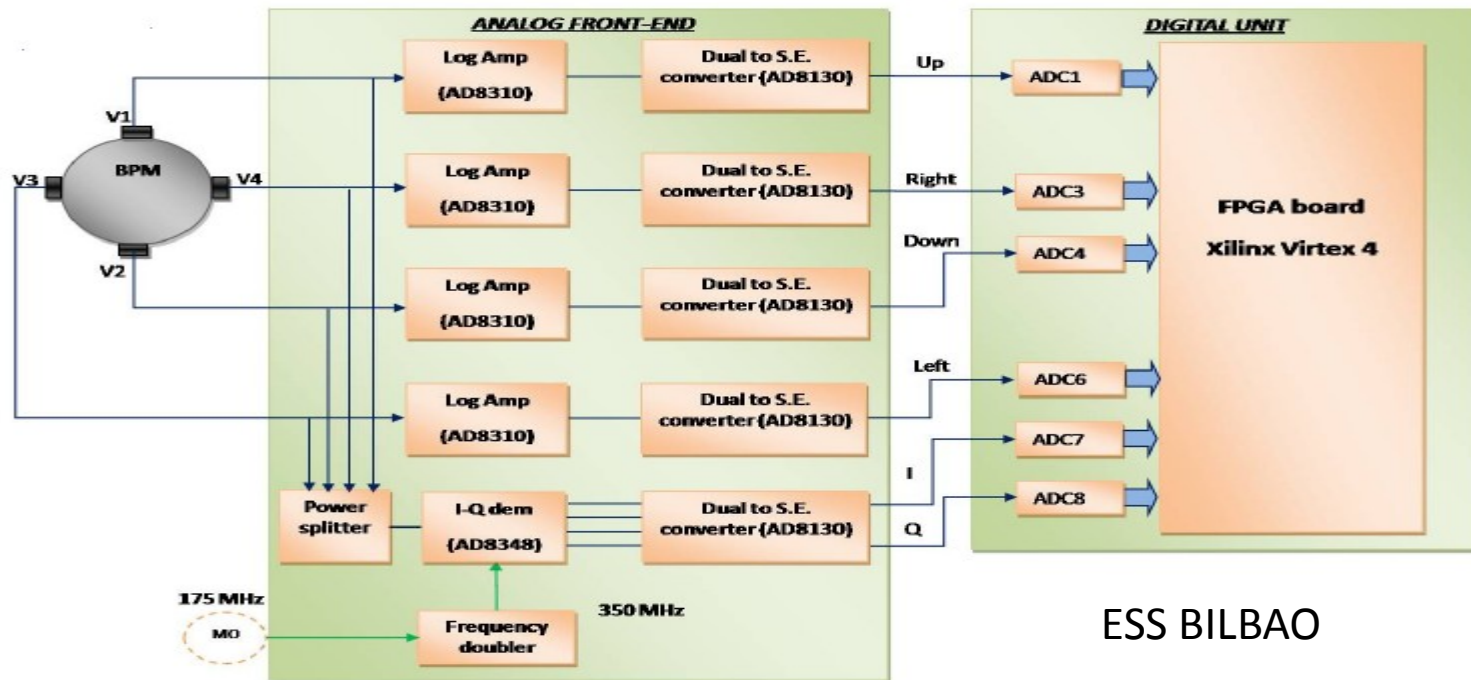 ANALOG FRONT-END
DIGITAL UNIT
Log Amp
(AD8310)
Dual to S.E.
converter (AD8130)
Up
ADC1
V1
BPM
V3
V4
V2
Log Amp
(AD8310)
Dual to S.E.
converter (AD8130)
Right
ADC3
FPGA board
Xilinx Virtex 4
Down
ADC4
Log Amp
(AD8310)
Dual to S.E.
converter (AD8130)
Left
ADC6
Log Amp
(AD8310)
Dual to S.E.
converter (AD8130)
ADC7
I
Power
splitter
I-Q dem
(AD8348)
Dual to S.E.
converter (AD8130)
Q
ADC8
175 MHz
MO
350 MHz
Frequency
doubler
ESS BILBAO